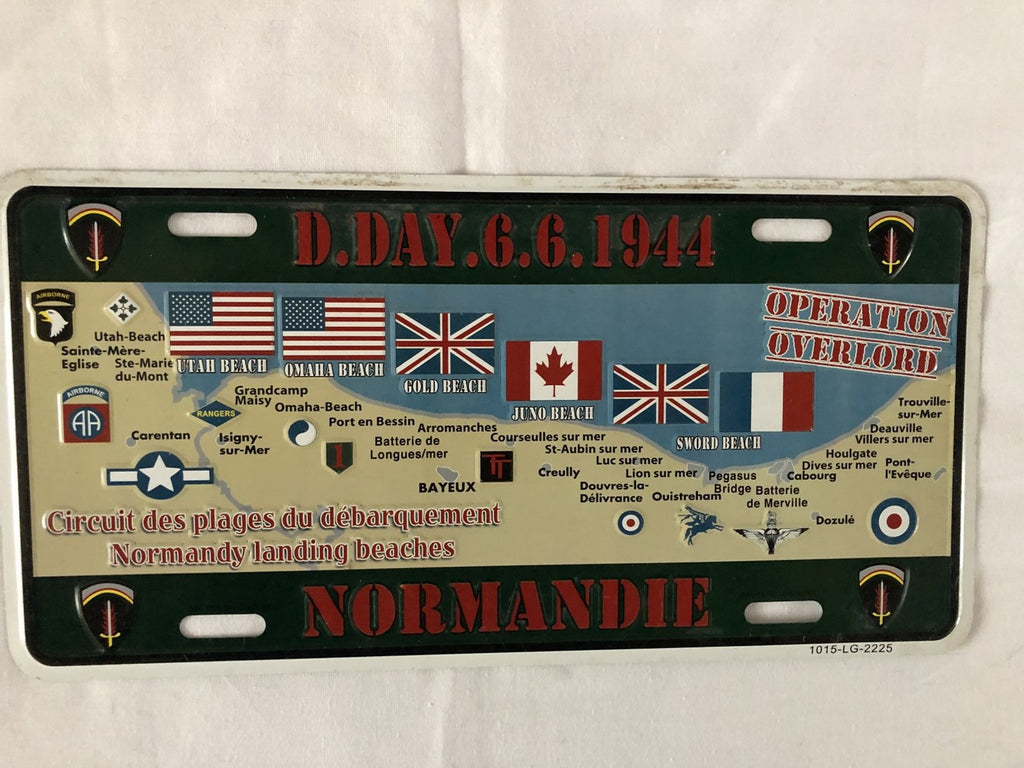 D.DAY.6.6.1944
OPERATION
OVERLORD
AIRBORNE
Utah-Beach
Sainte-Mère-
Eglise
Ste-Marie
du-Mont
UTAH BEACH
OMAHA BEACH
GOLD BEACH
JUNO BEACH
SWORD BEACH
AIRBORNE
AA
Grandcamp
Maisy
RANGERS
Omaha-Beach
Carentan
Isigny-
sur-Mer
Port en Bessin
1
Batterie de
Longues/mer
Arromanches
BAYEUX
TT
Courseulles sur mer
St-Aubin sur mer
Luc sur mer
Creully
Lion sur mer
Douvres-la-
Délivrance
Ouistreham
Pegasus
Bridge
Batterie
de Merville
Cabourg
Dives sur mer
Houlgate
Villers sur mer
Deauville
Trouville-
sur-Mer
Pont-
l'Evêque
Dozulé
Circuit des plages du débarquement
Normandy landing beaches
NORMANDIE
1015-LG-2225